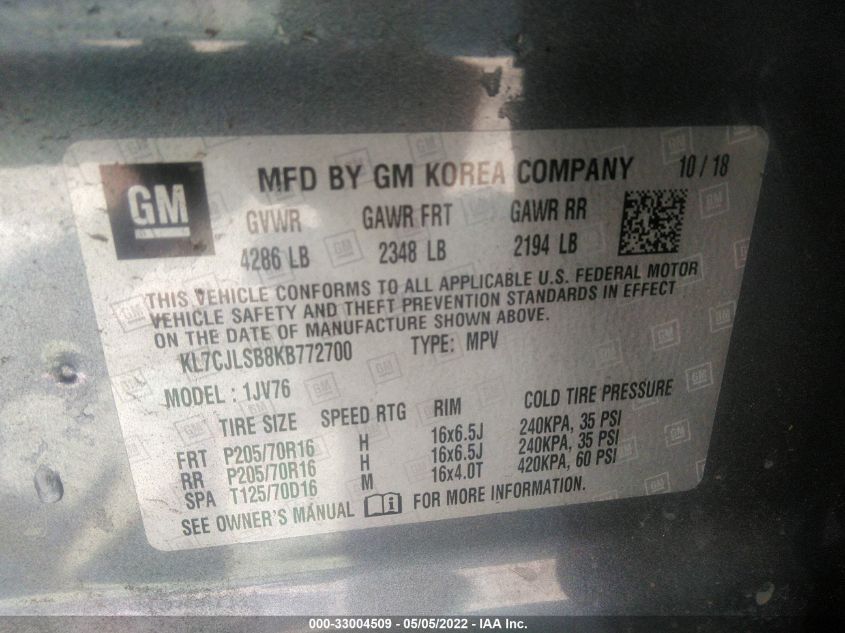 GM
MFD BY GM KOREA COMPANY 10/18
GVWR GAWR FRT GAWR RR
4286 LB 2348 LB 2194 LB
THIS VEHICLE CONFORMS TO ALL APPLICABLE U.S. FEDERAL MOTOR
VEHICLE SAFETY AND THEFT PREVENTION STANDARDS IN EFFECT
ON THE DATE OF MANUFACTURE SHOWN ABOVE.
KL7CJLSB8KB772700 TYPE: MPV
MODEL : 1JV76
TIRE SIZE SPEED RTG RIM COLD TIRE PRESSURE
FRT P205/70R16 H 16x6.5J 240KPA, 35 PSI
RR P205/70R16 H 16x6.5J 240KPA, 35 PSI
SPA T125/70D16 M 16x4.0T 420KPA, 60 PSI
SEE OWNER'S MANUAL FOR MORE INFORMATION.
000-33004509 - 05/05/2022 - IAA Inc.